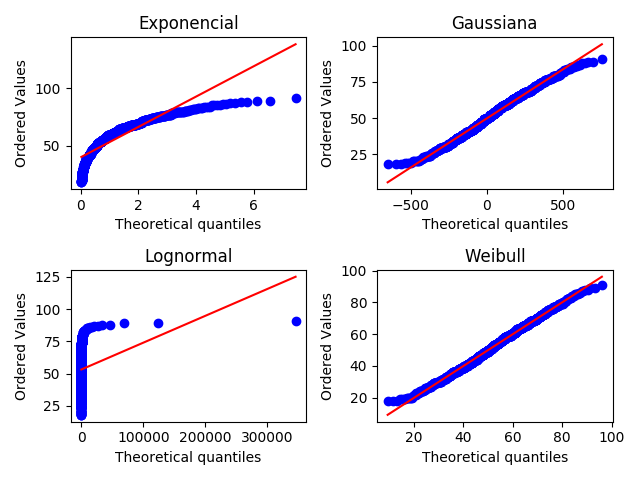 Exponencial
Ordered Values
100
50
0 2 4 6
Theoretical quantiles
Gaussiana
Ordered Values
100
75
50
25
−500 0 500
Theoretical quantiles
Lognormal
Ordered Values
125
100
75
50
25
0 100000 200000 300000
Theoretical quantiles
Weibull
Ordered Values
100
80
60
40
20
20 40 60 80 100
Theoretical quantiles